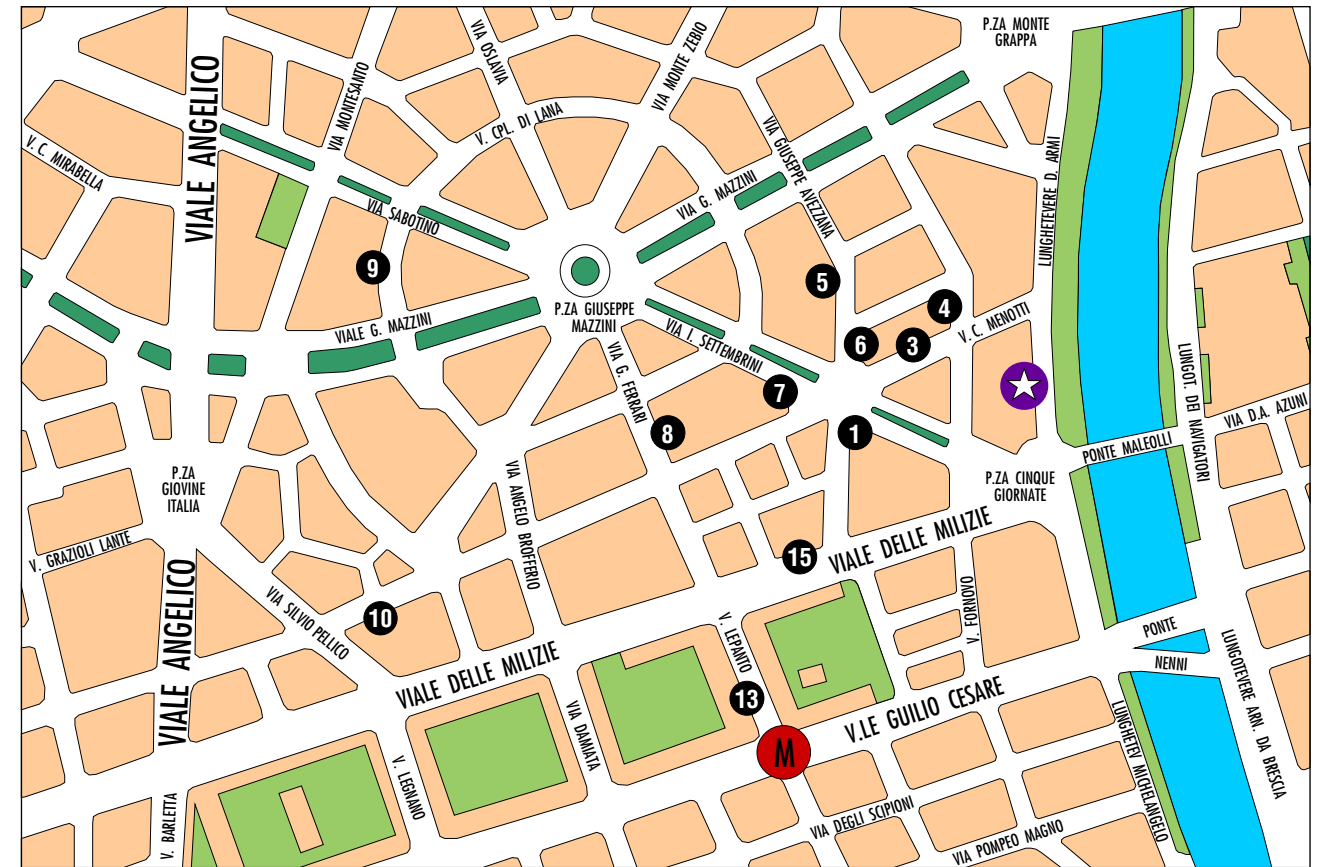 P.ZA MONTE
GRAPPA
VIA OSLAVIA
VIA MONTE ZEBIO
VIALE ANGELICO
VIA MONTESANTO
V. CPL. DI LANA
VIA GIUSEPPE AVEZZANA
V. C. MIRABELLA
LUNGHETEVERE D. ARMI
VIA G. MAZZINI
VIA SABOTINO
9
5
4
P.ZA GIUSEPPE
MAZZINI
VIALE G. MAZZINI
VIA I. SETTEMBRINI
V. C. MENOTTI
6
3
VIA G. FERRARI
7
LUNGOT. DEI NAVIGATORI
VIA D.A. AZUNI
8
1
PONTE MALEOLLI
P.ZA
GIOVINE
ITALIA
P.ZA CINQUE
GIORNATE
VIA ANGELO BROFFERIO
VIALE DELLE MILIZIE
V. GRAZIOLI LANTE
15
VIALE ANGELICO
VIA SILVIO PELLICO
10
V. FORNOVO
V. LEPANTO
PONTE
NENNI
VIALE DELLE MILIZIE
13
V.LE GUILIO CESARE
M
VIA DAMIATA
V. LEGNANO
LUNGHETEV MICHELANGELO
LUNGOTEVERE ARN. DA BRESCIA
V. BARLETTA
VIA DEGLI SCIPIONI
VIA POMPEO MAGNO